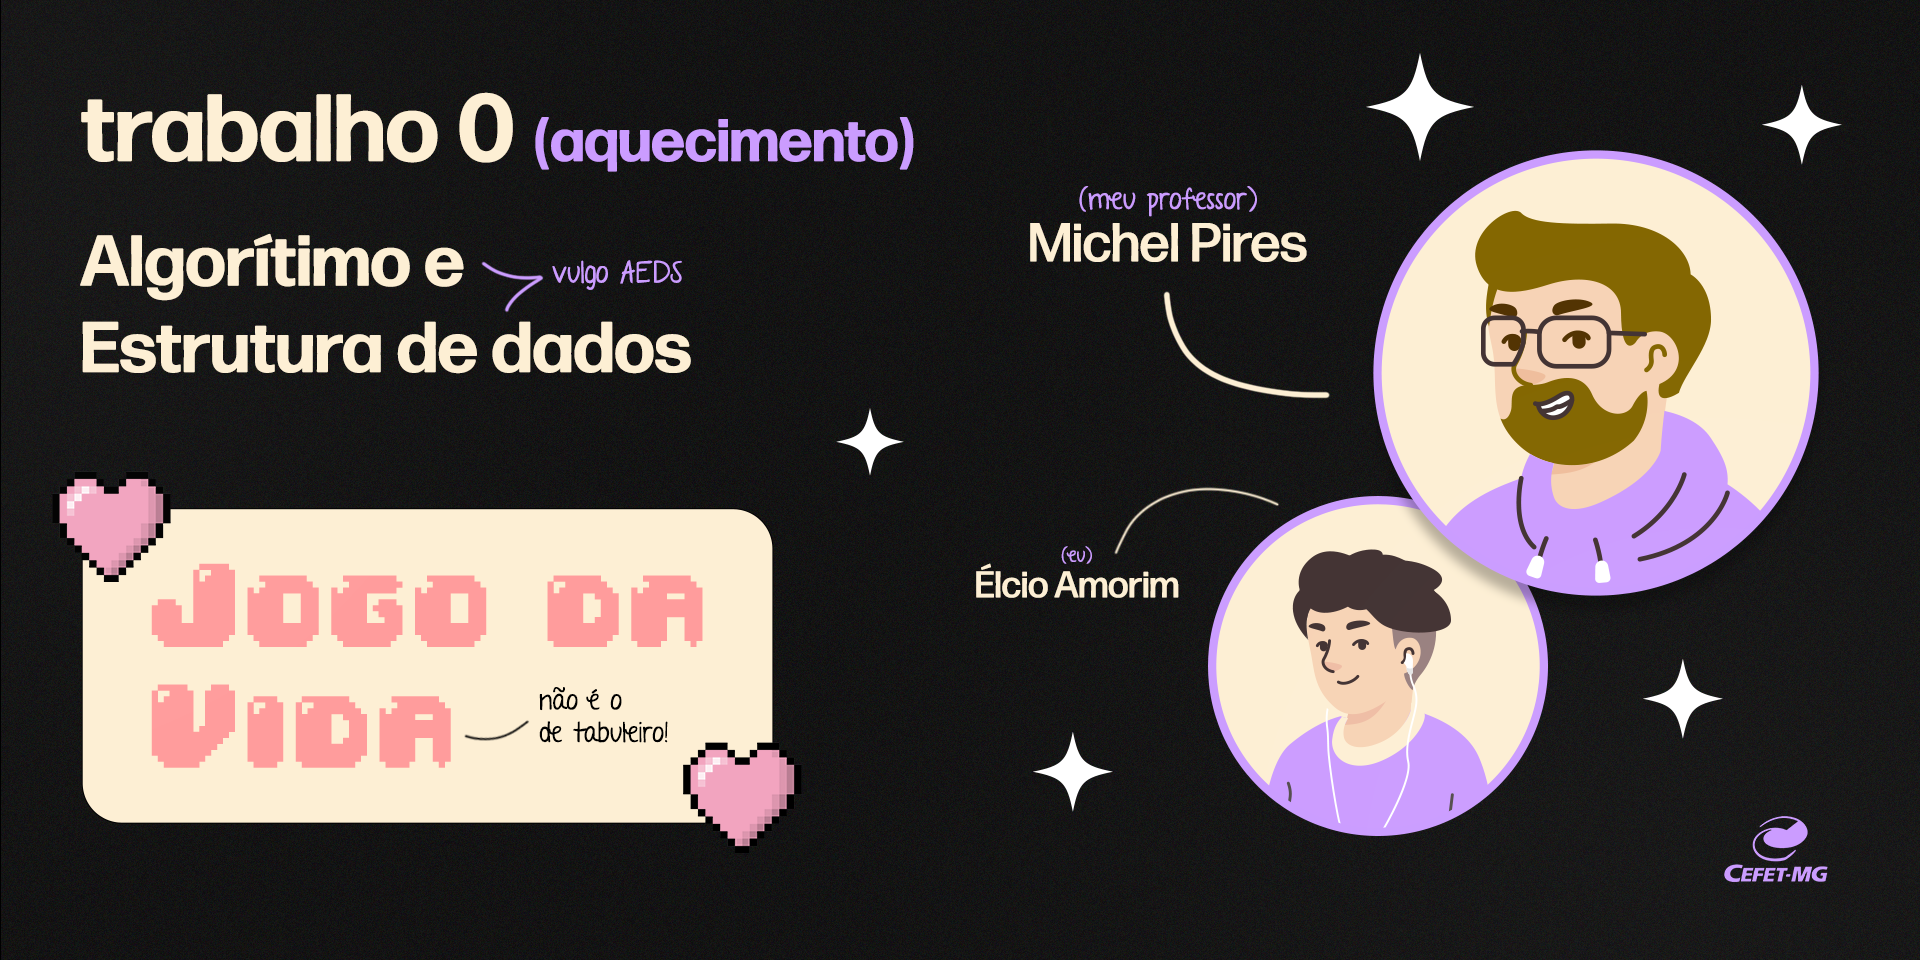 trabalho 0 (aquecimento)
Algorítimo e
vulgo AEDS
Estrutura de dados
Jogo da
Vida
não é o
de tabuleiro!
(meu professor)
Michel Pires
(eu)
Élcio Amorim
CEFET-MG